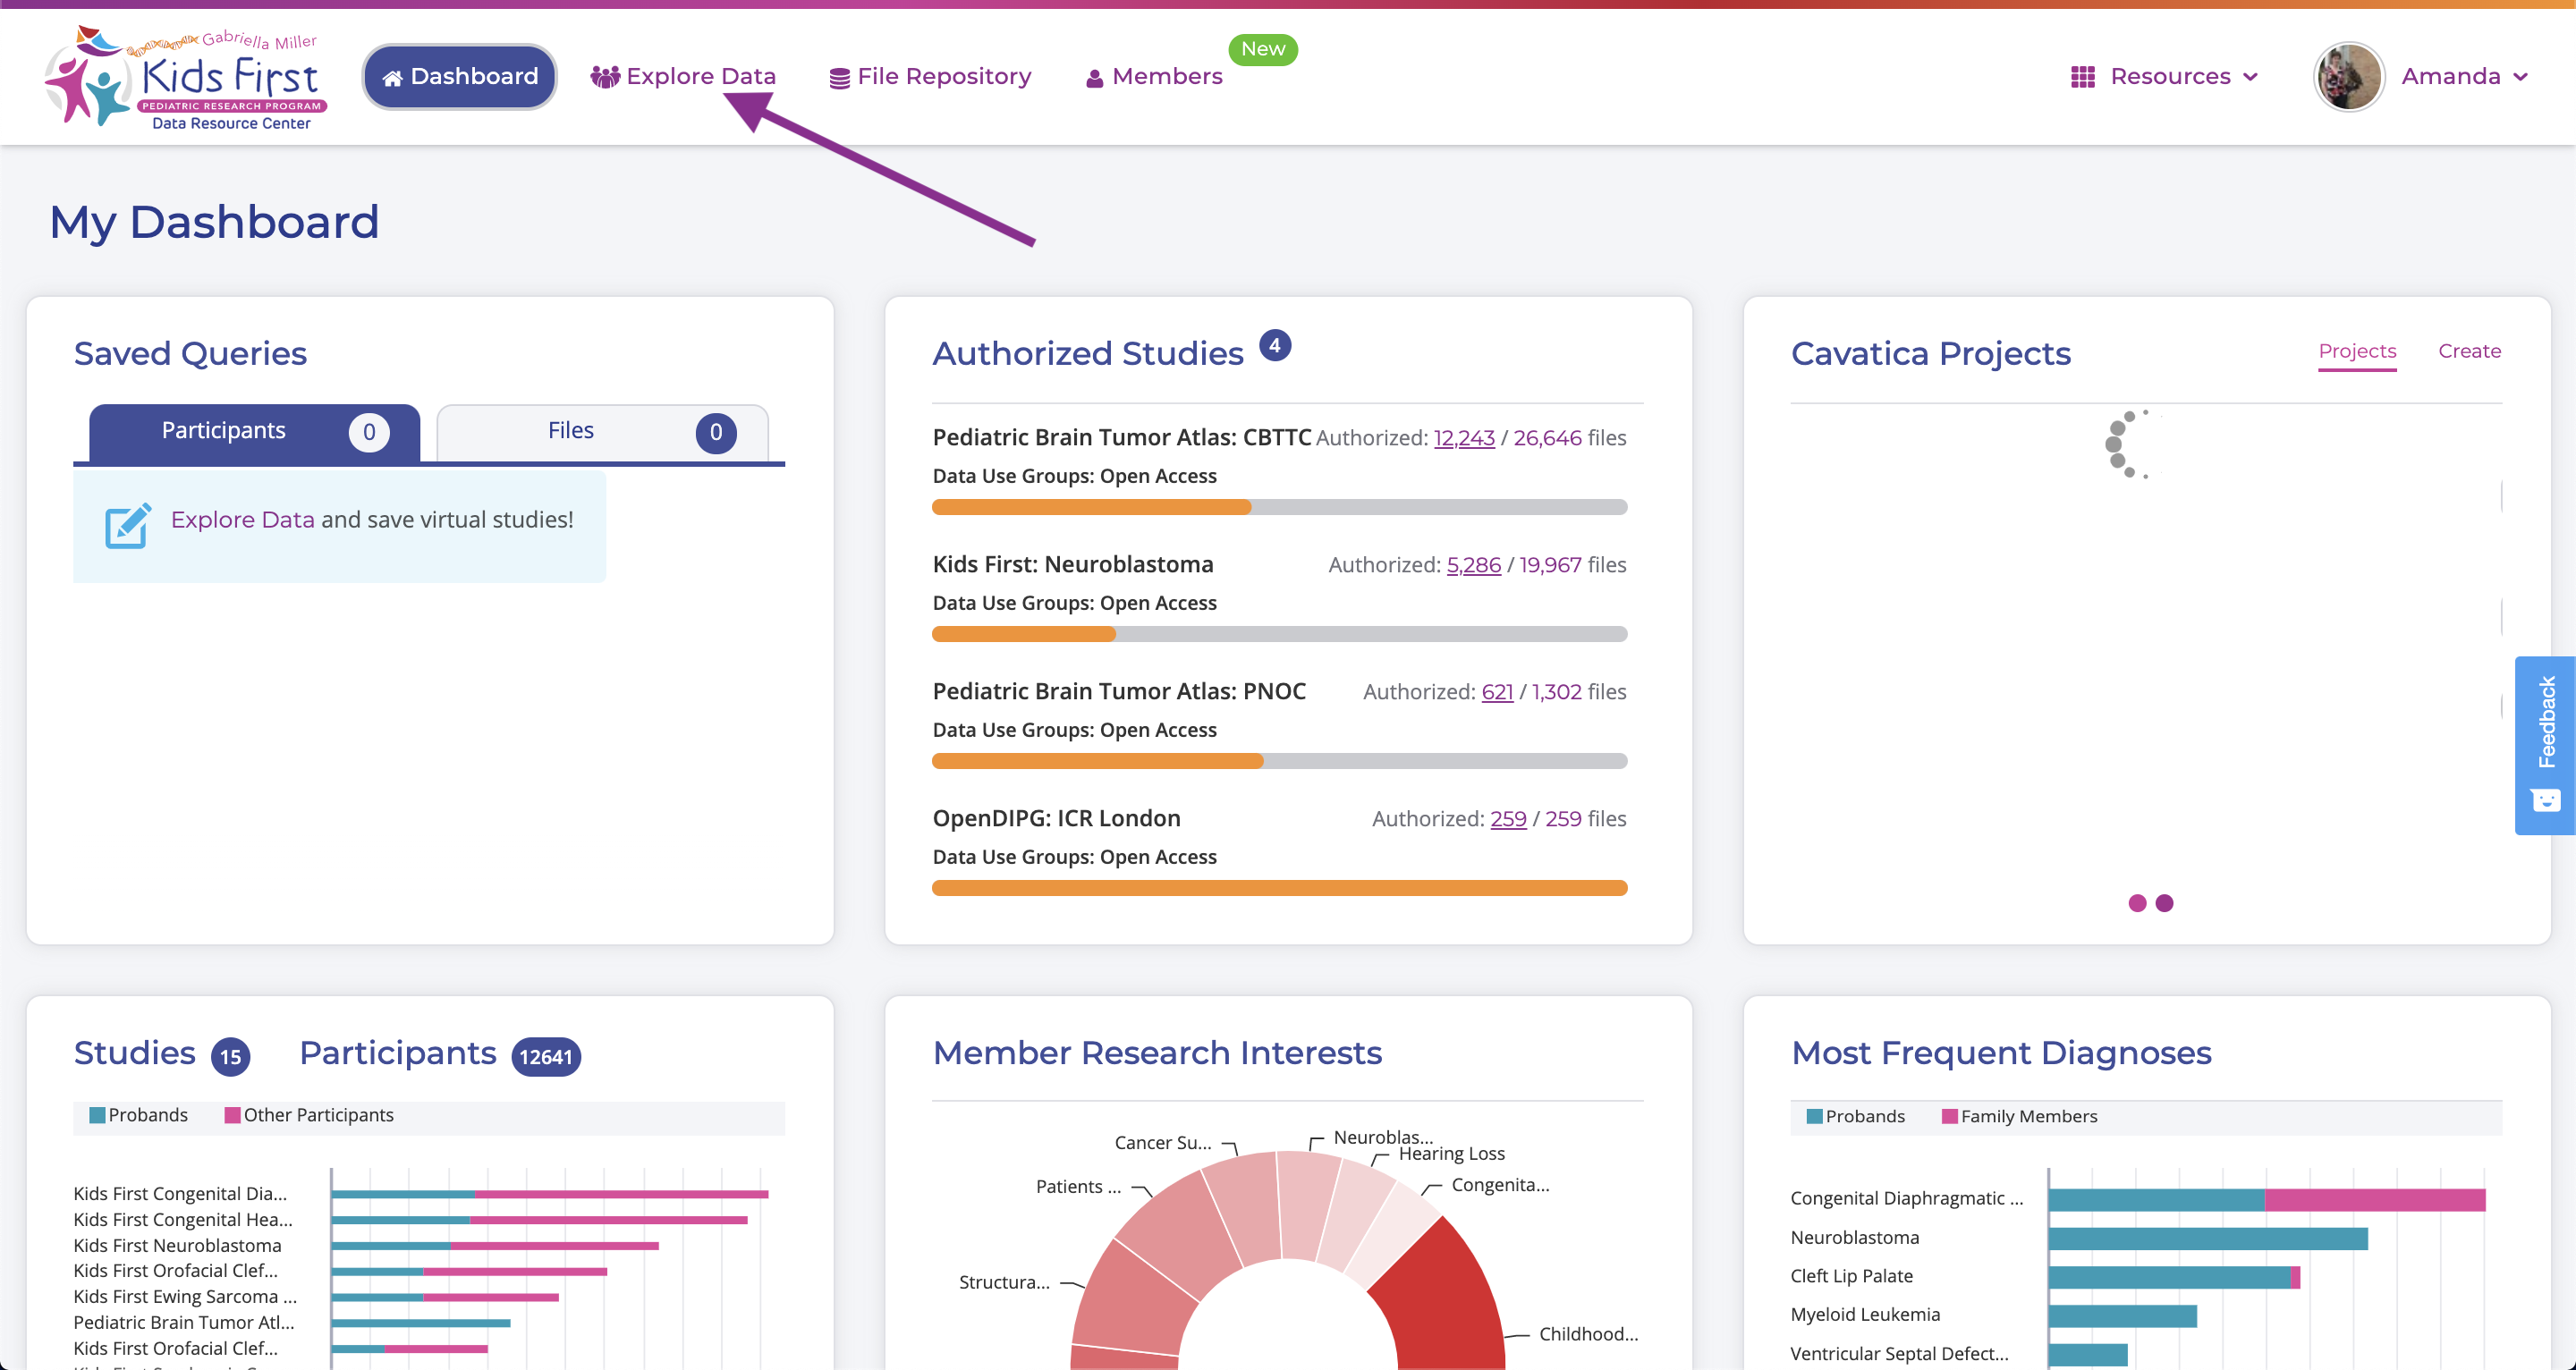 Gabriella Miller
Kids First
PEDIATRIC RESEARCH PROGRAM
Data Resource Center
Dashboard
Explore Data
File Repository
Members
New
Resources
Amanda
My Dashboard
Saved Queries
Participants 0
Files 0
Explore Data and save virtual studies!
Authorized Studies 4
Pediatric Brain Tumor Atlas: CBTTC Authorized: 12,243 / 26,646 files
Data Use Groups: Open Access
Kids First: Neuroblastoma Authorized: 5,286 / 19,967 files
Data Use Groups: Open Access
Pediatric Brain Tumor Atlas: PNOC Authorized: 621 / 1,302 files
Data Use Groups: Open Access
OpenDIPG: ICR London Authorized: 259 / 259 files
Data Use Groups: Open Access
Cavatica Projects
Projects
Create
Feedback
Studies 15 Participants 12641
Probands Other Participants
Kids First Congenital Dia...
Kids First Congenital Hea...
Kids First Neuroblastoma
Kids First Orofacial Clef...
Kids First Ewing Sarcoma ...
Pediatric Brain Tumor Atl...
Kids First Orofacial Clef...
Member Research Interests
Cancer Su...
Neuroblas...
Hearing Loss
Patients ...
Congenita...
Structura...
Childhood...
Most Frequent Diagnoses
Probands Family Members
Congenital Diaphragmatic ...
Neuroblastoma
Cleft Lip Palate
Myeloid Leukemia
Ventricular Septal Defect...